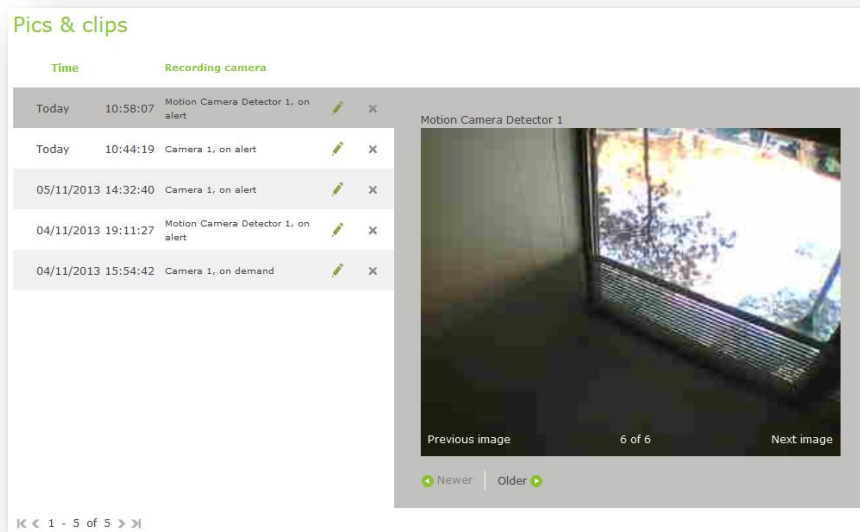 Pics & clips
Time Recording camera
Today 10:58:07 Motion Camera Detector 1, on
alert
Today 10:44:19 Camera 1, on alert
05/11/2013 14:32:40 Camera 1, on alert
04/11/2013 19:11:27 Motion Camera Detector 1, on
alert
04/11/2013 15:54:42 Camera 1, on demand
1 - 5 of 5
Motion Camera Detector 1
Previous image 6 of 6 Next image
Newer Older